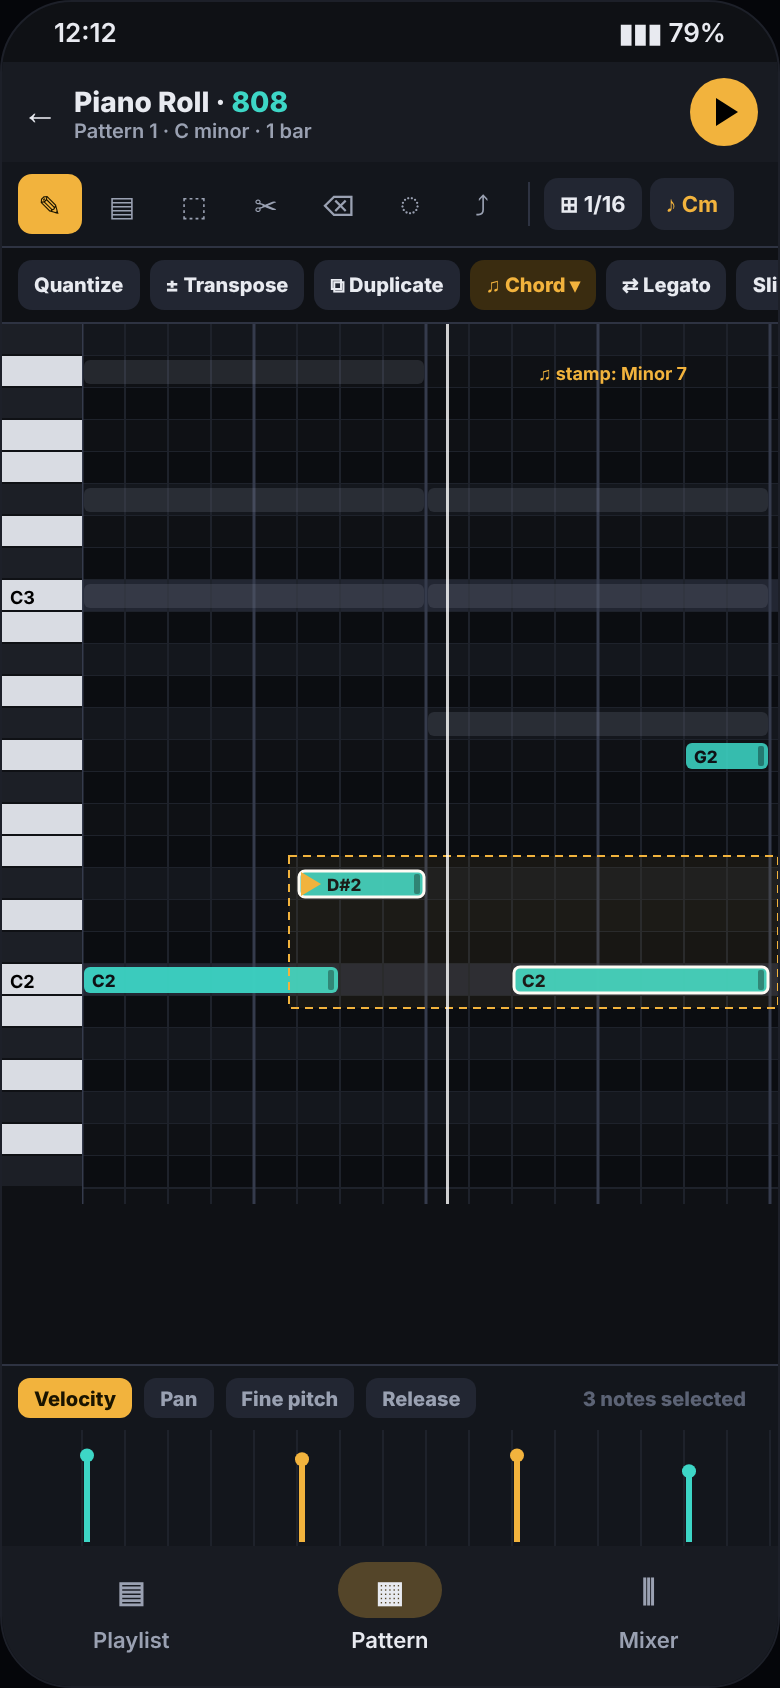 12:12
79%
Piano Roll · 808
Pattern 1 · C minor · 1 bar
1/16
Cm
Quantize
± Transpose
Duplicate
Chord
Legato
Sli
stamp: Minor 7
C3
G2
D#2
C2
C2
C2
Velocity
Pan
Fine pitch
Release
3 notes selected
Playlist
Pattern
Mixer